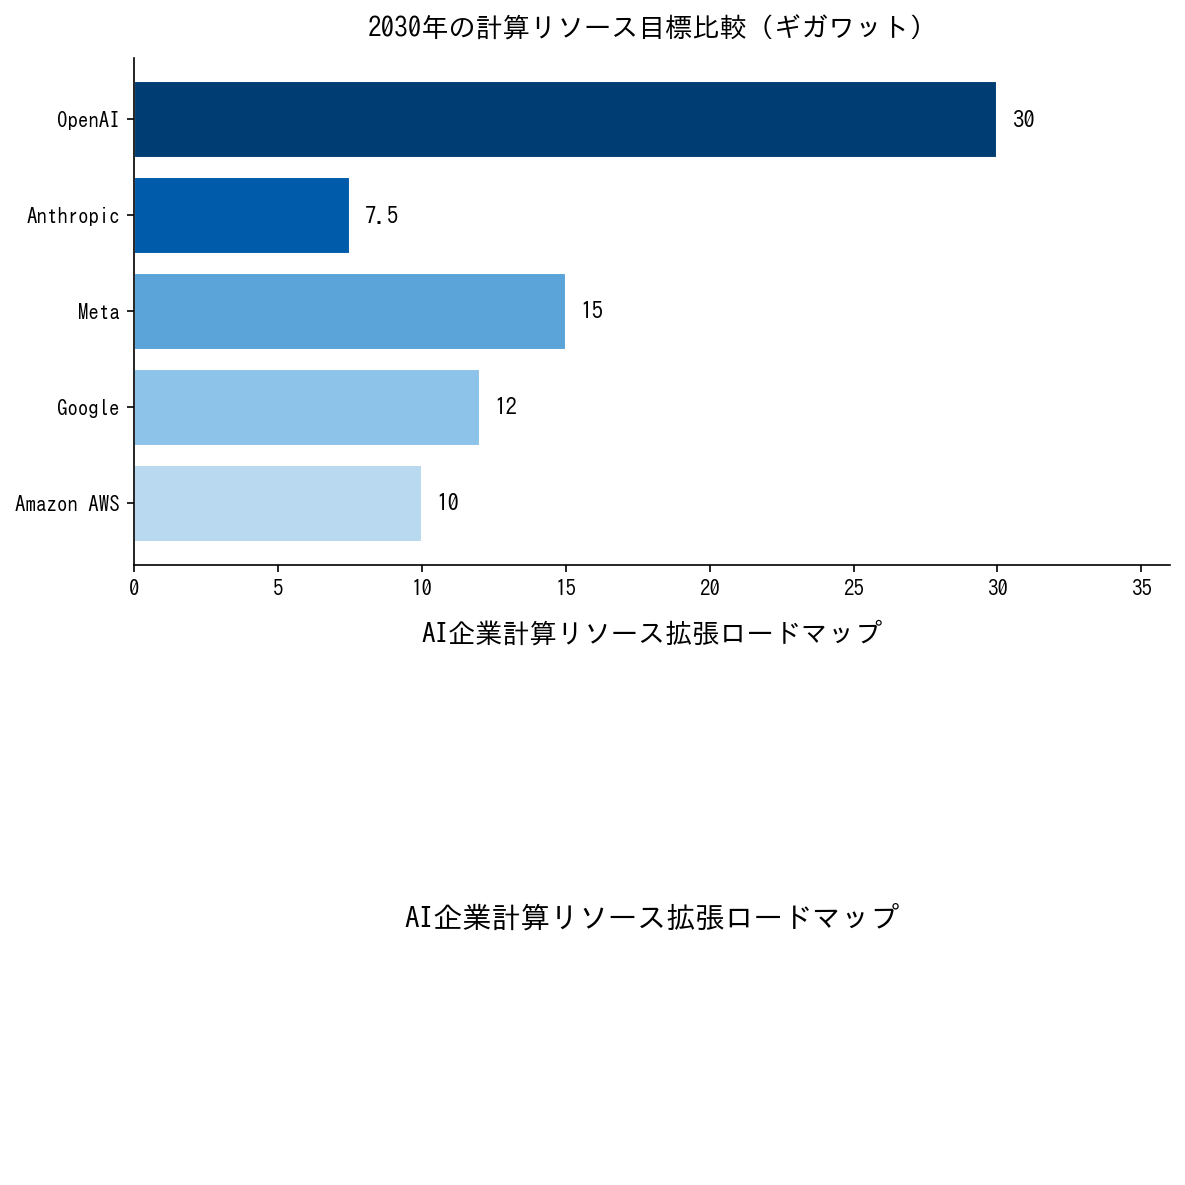 2030年の計算リソース目標比較（ギガワット）
OpenAI
30
Anthropic
7.5
Meta
15
Google
12
Amazon AWS
10
0 5 10 15 20 25 30 35
AI企業計算リソース拡張ロードマップ
AI企業計算リソース拡張ロードマップ